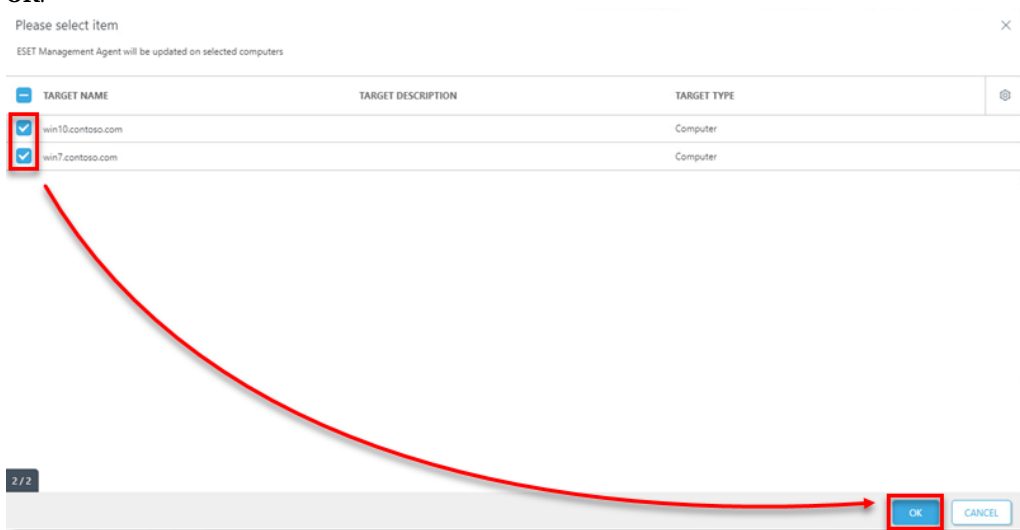 OK.
Please select item
ESET Management Agent will be updated on selected computers
TARGET NAME TARGET DESCRIPTION TARGET TYPE
win10.contoso.com Computer
win7.contoso.com Computer
2 / 2
OK CANCEL